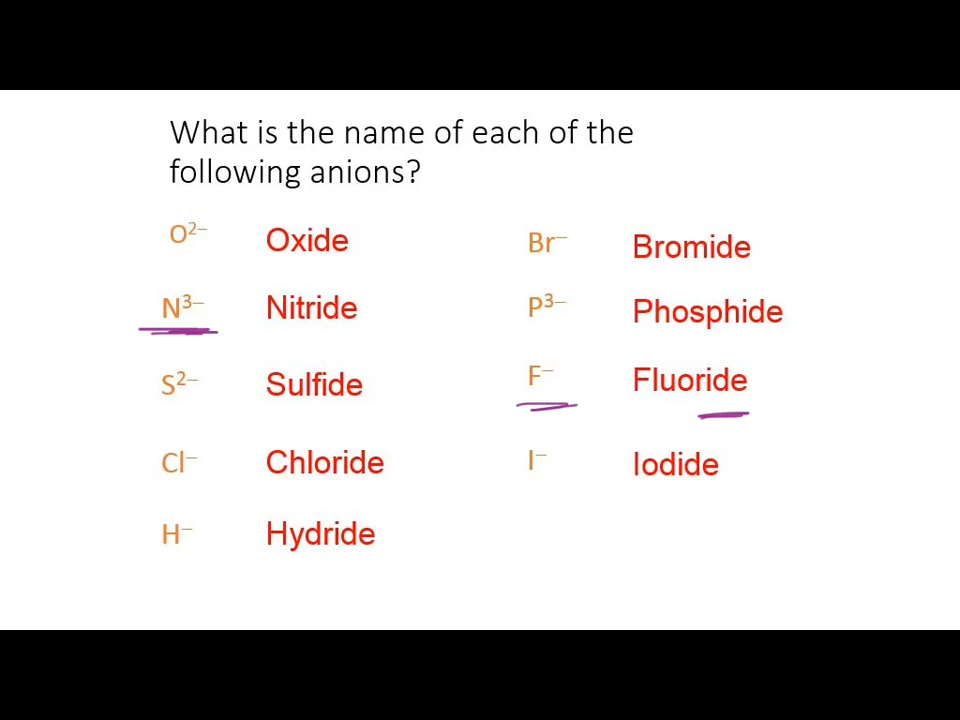 What is the name of each of the
following anions?
O²⁻ Oxide Br⁻ Bromide
N³⁻ Nitride P³⁻ Phosphide
S²⁻ Sulfide F⁻ Fluoride
Cl⁻ Chloride I⁻ Iodide
H⁻ Hydride